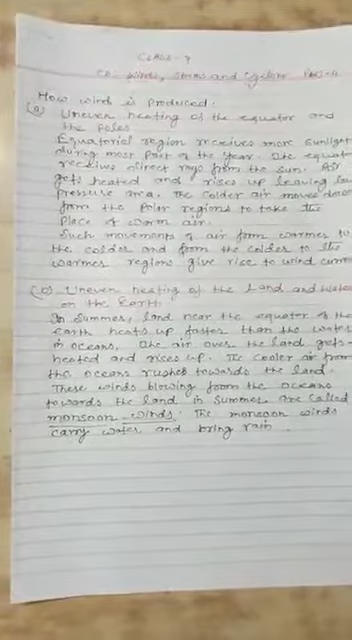 CLASS - 7
Ch- Winds, Storms and Cyclone
How wind is produced.
(a) Uneven heating of the equator and
the Poles
Equatorial region receives more sunlight
during most part of the year. The equator
receives direct rays from the sun. Air
gets heated and rises up leaving low
pressure area. The Colder air moves down
from the Polar regions to take the
Place of warm air.
Such movements of air from warmer to
the colder and from the colder to the
warmer regions give rise to wind curre
(b) Uneven heating of the Land and Water
on the Earth.
In Summer, land near the equator of the
earth heats up faster than the water
in oceans. The air over the land gets
heated and rises up. The Cooler air from
the oceans rushes towards the land.
These winds blowing from the oceans
towards the land in Summer are called
monsoon winds. The monsoon winds
carry water and bring rain.